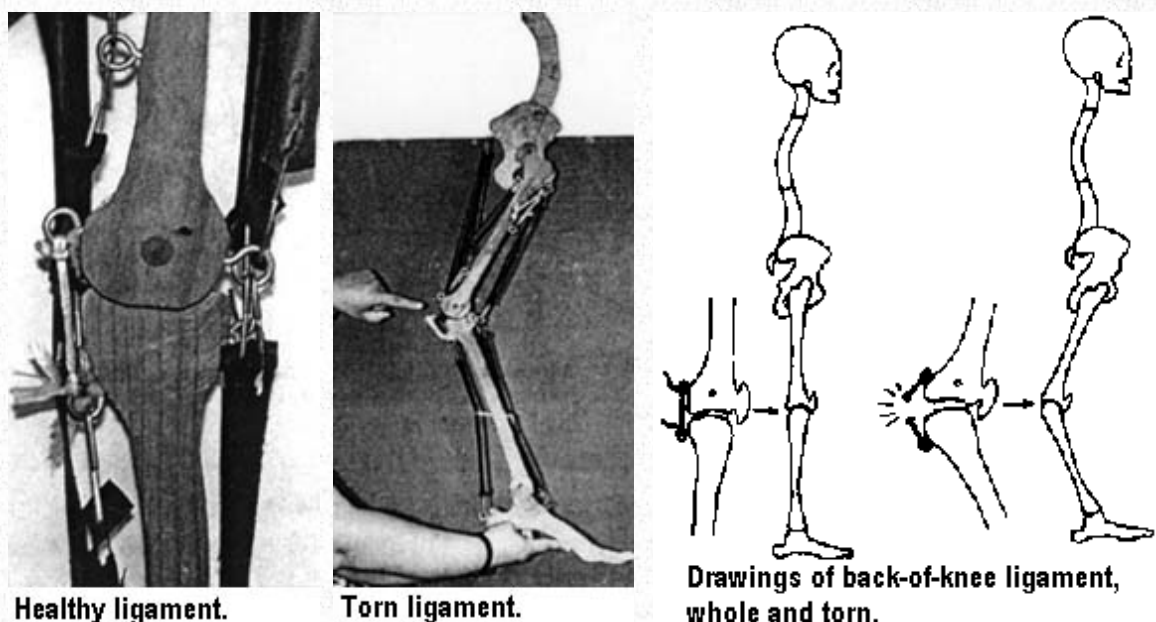 Healthy ligament.
Torn ligament.
Drawings of back-of-knee ligament,
whole and torn.